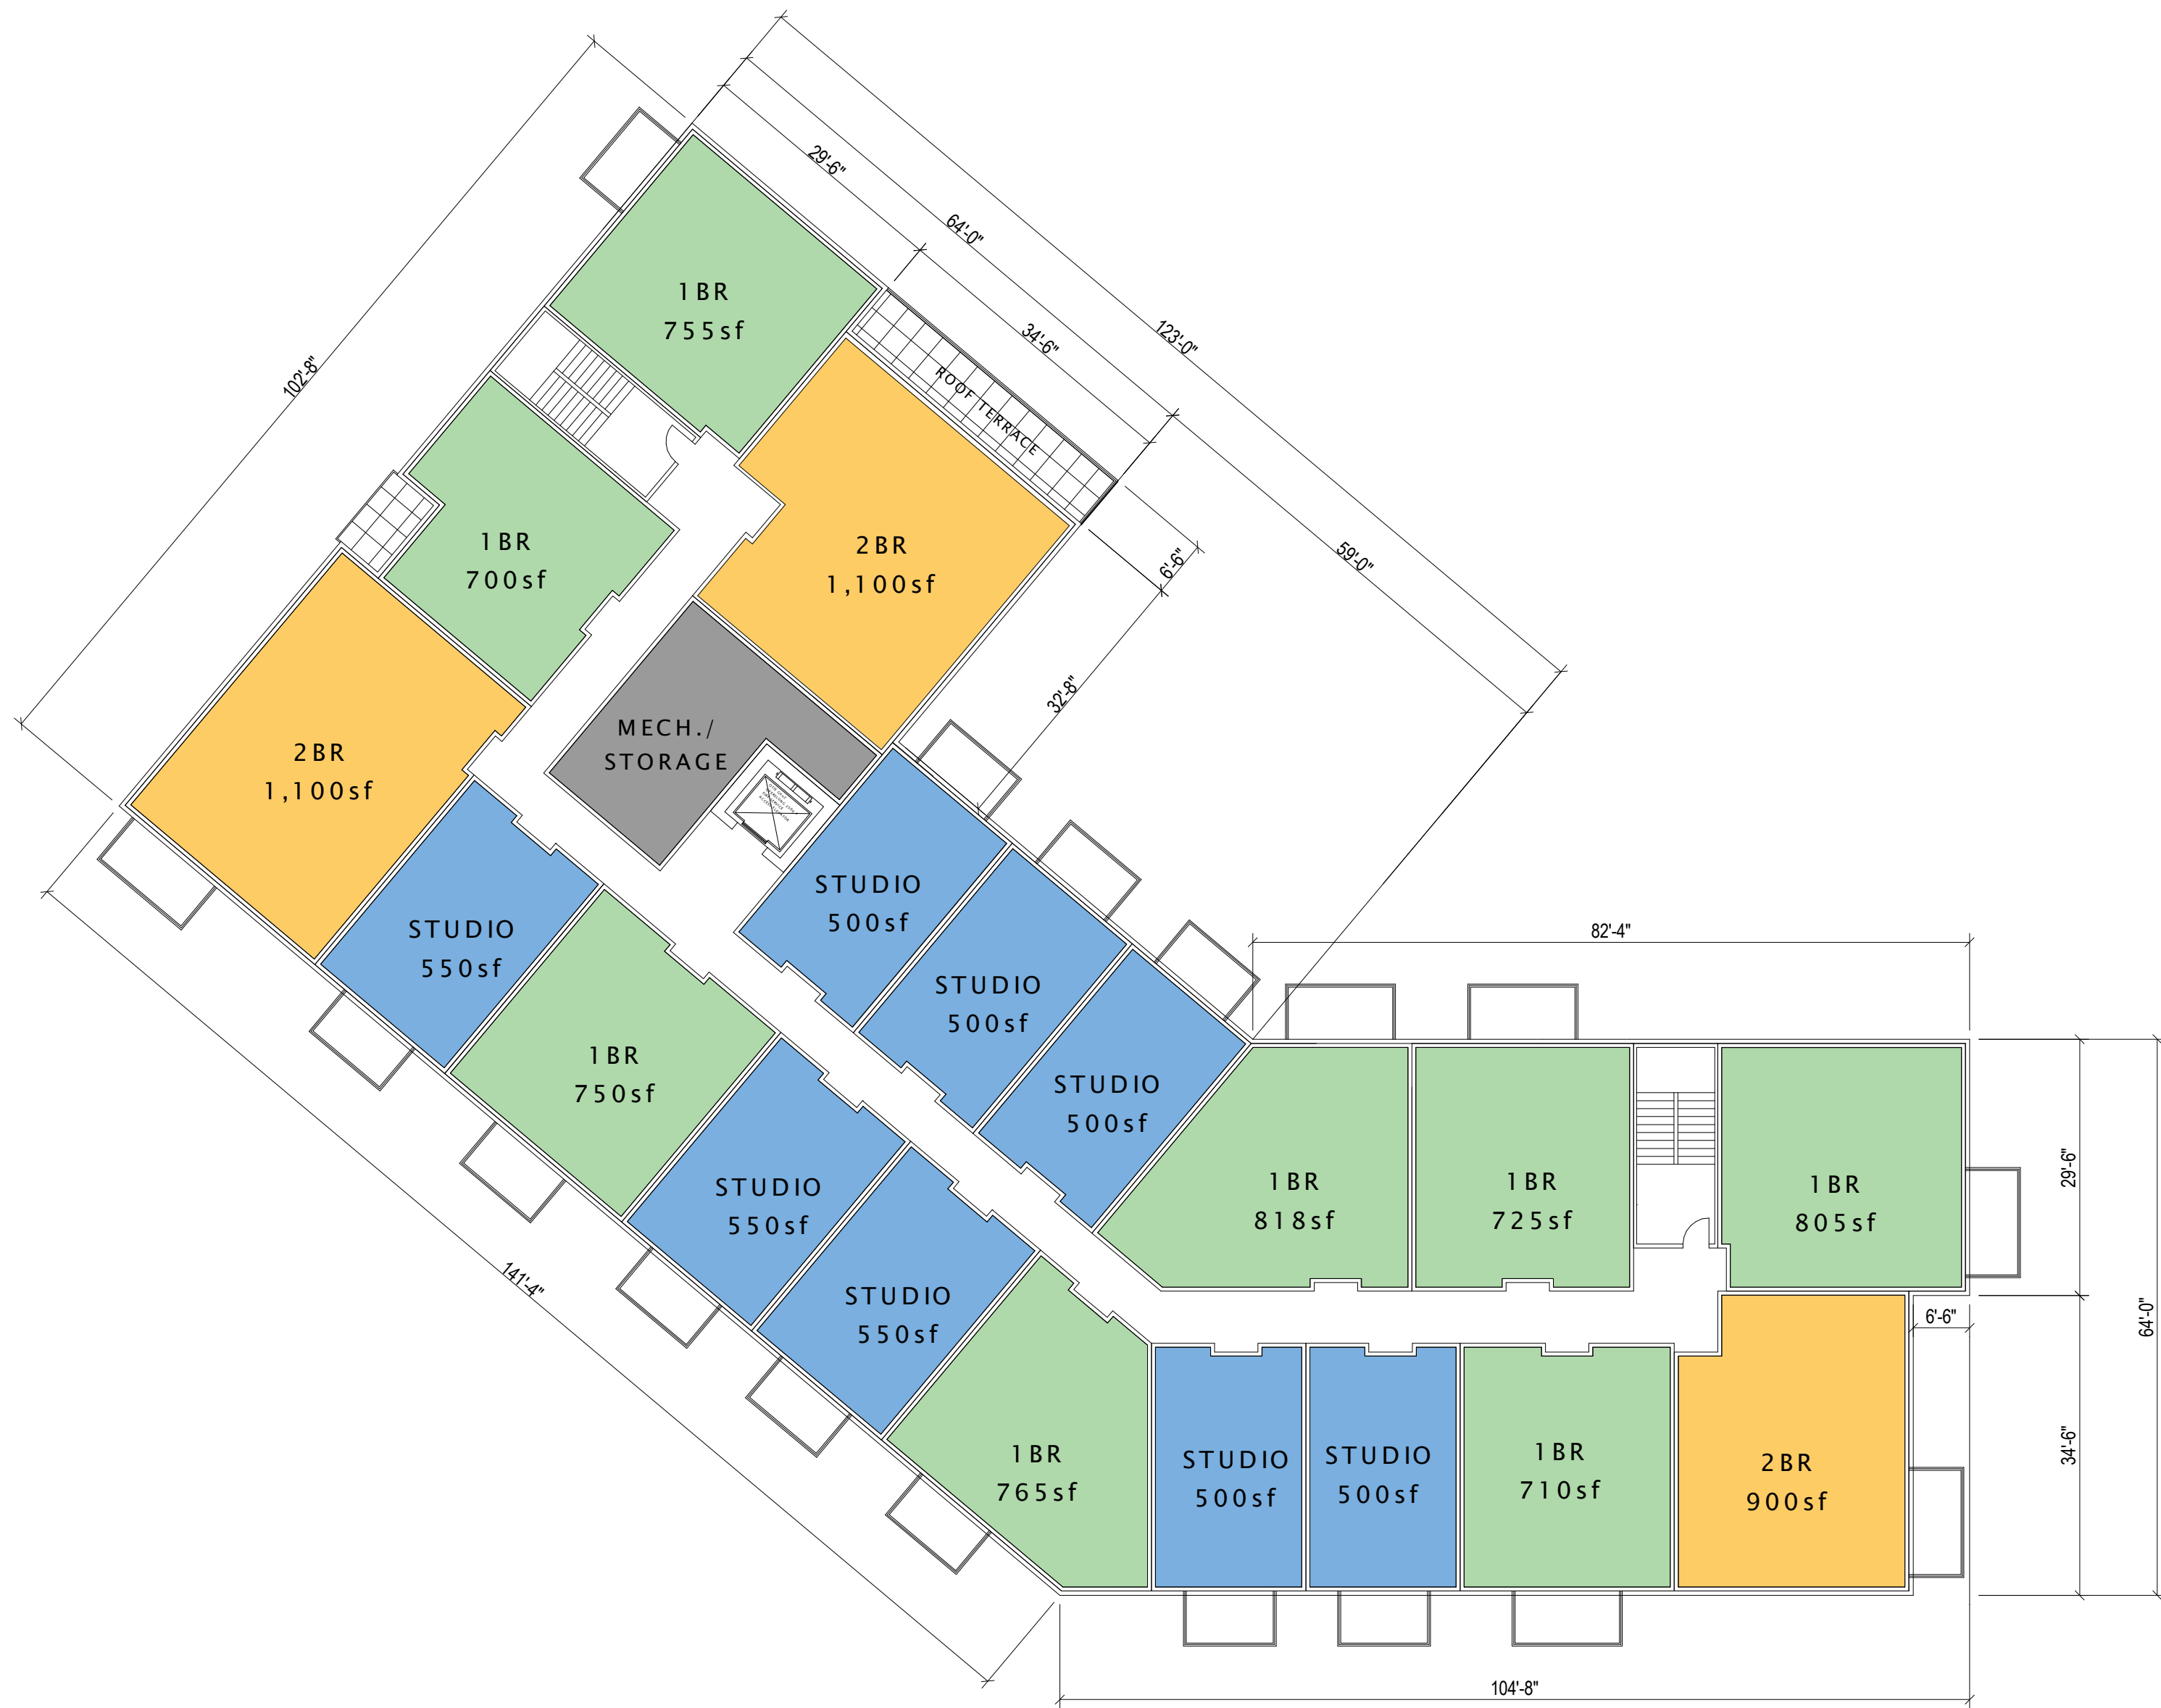 29'-6"
64'-0"
123'-0"
34'-6"
59'-0"
102'-8"
ROOF TERRACE
1BR
755sf
1BR
700sf
2BR
1,100sf
6'-6"
32'-8"
MECH./
STORAGE
2BR
1,100sf
STUDIO
550sf
STUDIO
500sf
STUDIO
500sf
STUDIO
500sf
1BR
750sf
STUDIO
550sf
STUDIO
550sf
1BR
765sf
141'-4"
82'-4"
1BR
818sf
1BR
725sf
1BR
805sf
29'-6"
64'-0"
6'-6"
34'-6"
STUDIO
500sf
STUDIO
500sf
1BR
710sf
2BR
900sf
104'-8"